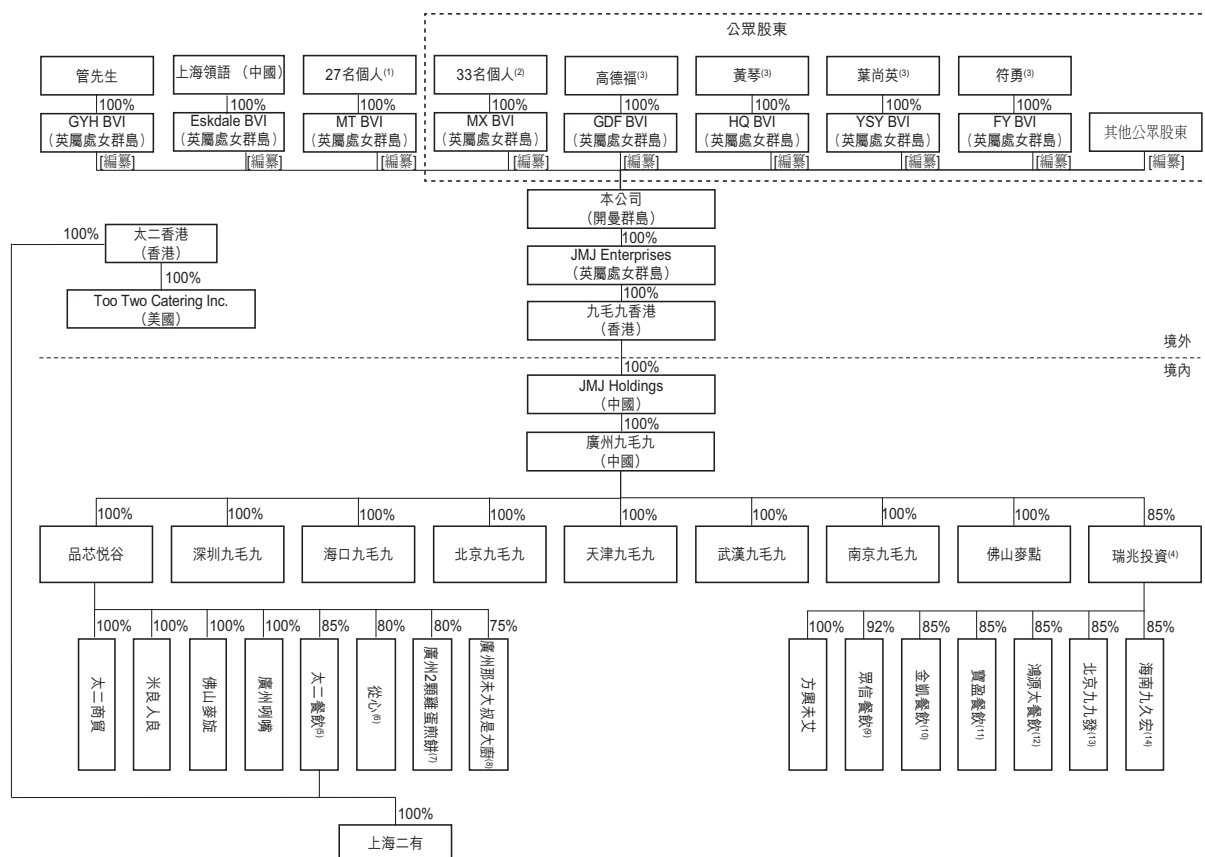 公眾股東
管先生
上海領語 （中國）
27名個人(1)
33名個人(2)
高德福(3)
黃琴(3)
葉尚英(3)
符勇(3)
100%
100%
100%
100%
100%
100%
100%
100%
GYH BVI
（英屬處女群島）
Eskdale BVI
（英屬處女群島）
MT BVI
（英屬處女群島）
MX BVI
（英屬處女群島）
GDF BVI
（英屬處女群島）
HQ BVI
（英屬處女群島）
YSY BVI
（英屬處女群島）
FY BVI
（英屬處女群島）
其他公眾股東
[編纂]
[編纂]
[編纂]
[編纂]
[編纂]
[編纂]
[編纂]
[編纂]
[編纂]
本公司
（開曼群島）
100%
太二香港
（香港）
100%
JMJ Enterprises
（英屬處女群島）
100%
Too Two Catering Inc.
（美國）
100%
九毛九香港
（香港）
境外
境內
100%
JMJ Holdings
（中國）
100%
廣州九毛九
（中國）
100%
100%
100%
100%
100%
100%
100%
100%
85%
品芯悦谷
深圳九毛九
海口九毛九
北京九毛九
天津九毛九
武漢九毛九
南京九毛九
佛山麥點
瑞兆投資(4)
100%
100%
100%
100%
85%
80%
80%
75%
太二商貿
米良人良
佛山麥旋
廣州咧嘴
太二餐飲(5)
從心(6)
廣州2顆雞蛋煎餅(7)
廣州那未大叔是大廚(8)
100%
92%
85%
85%
85%
85%
85%
方興未艾
眾信餐飲(9)
金凱餐飲(10)
寶盈餐飲(11)
鴻源太餐飲(12)
北京九九發(13)
海南九久宏(14)
100%
上海二有